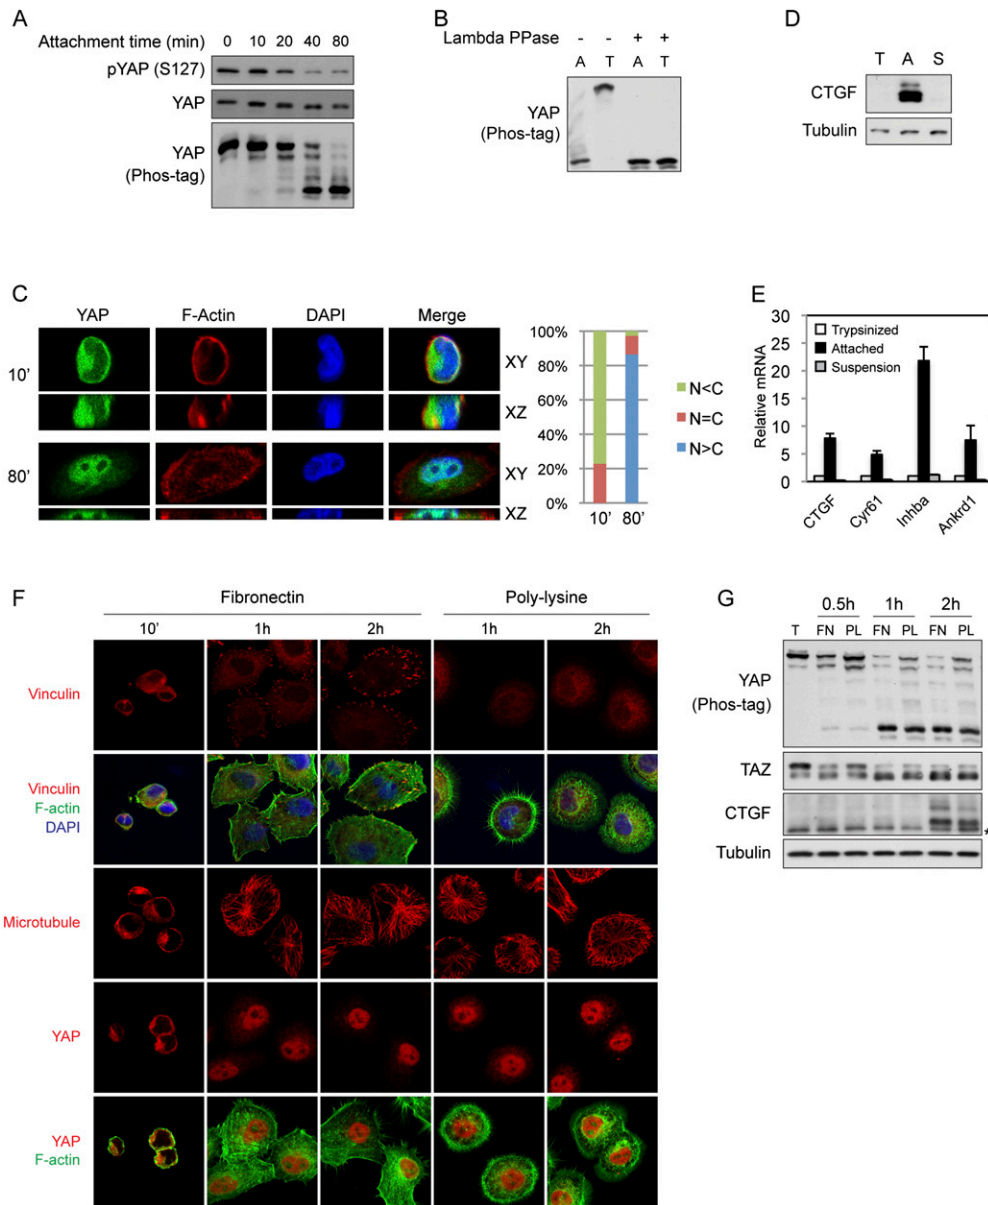 A
Attachment time (min) 0 10 20 40 80
pYAP (S127)
YAP
YAP
(Phos-tag)
B
Lambda PPase - - + +
A T A T
YAP
(Phos-tag)
D
T A S
CTGF
Tubulin
C
YAP F-Actin DAPI Merge
10'
XY
XZ
80'
XY
XZ
100%
80%
60%
40%
20%
0%
10' 80'
N<C
N=C
N>C
E
Relative mRNA
30
25
20
15
10
5
0
Trypsinized
Attached
Suspension
CTGF
Cyr61
Inhba
Ankrd1
F
Fibronectin Poly-lysine
10' 1h 2h 1h 2h
Vinculin
Vinculin
F-actin
DAPI
Microtubule
YAP
YAP
F-actin
G
0.5h 1h 2h
T FN PL FN PL FN PL
YAP
(Phos-tag)
TAZ
CTGF
*
Tubulin